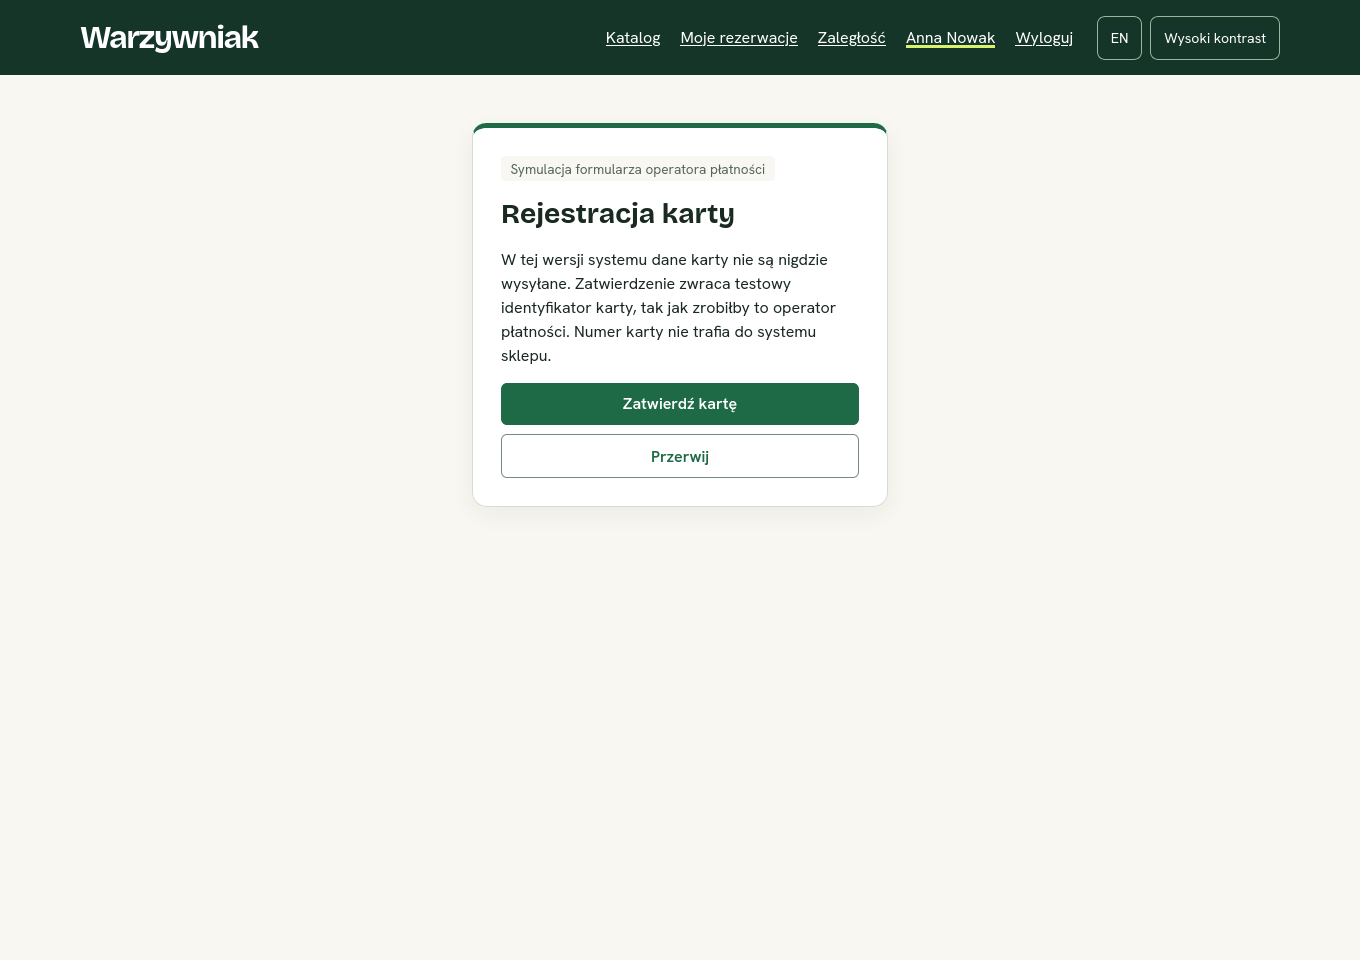 Warzywniak
Katalog Moje rezerwacje Zaległość Anna Nowak Wyloguj EN Wysoki kontrast
Symulacja formularza operatora płatności
Rejestracja karty
W tej wersji systemu dane karty nie są nigdzie
wysyłane. Zatwierdzenie zwraca testowy
identyfikator karty, tak jak zrobiłby to operator
płatności. Numer karty nie trafia do systemu
sklepu.
Zatwierdź kartę
Przerwij